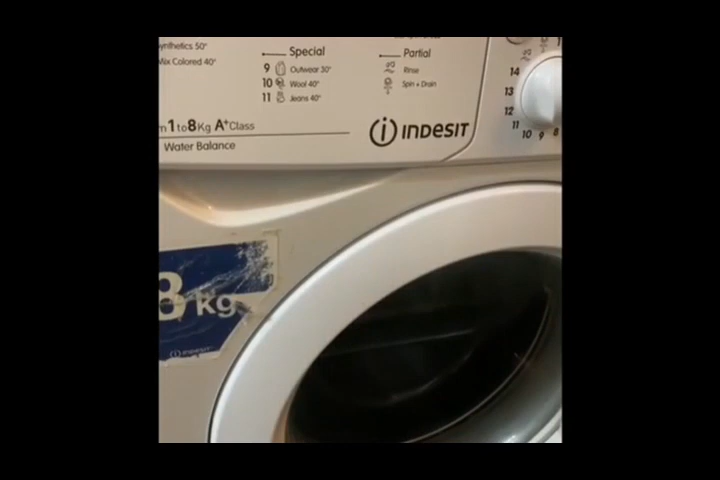 ynthetics 50°
Mix Colored 40°
Special
9 Outwear 30°
10 Wool 40°
11 Jeans 40°
Partial
Rinse
Spin + Drain
m 1 to 8 Kg A+ Class
Water Balance
indesit
14
13
12
11
10
9
8
8 kg
indesit